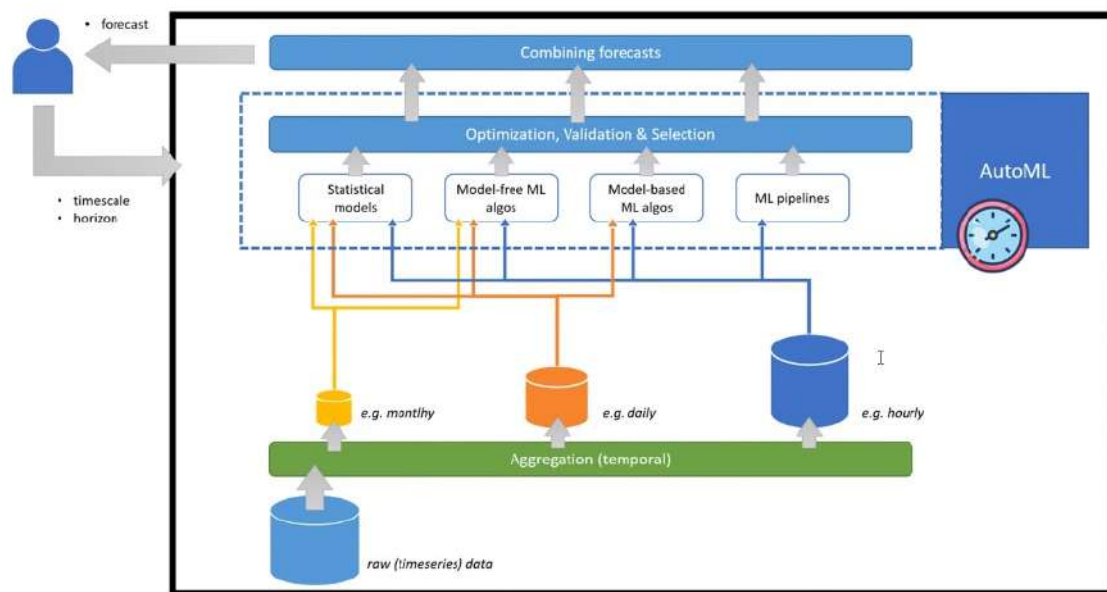 • forecast
Combining forecasts
Optimization, Validation & Selection
AutoML
Statistical
models
Model-free ML
algos
Model-based
ML algos
ML pipelines
• timescale
• horizon
e.g. montlhy
e.g. daily
e.g. hourly
Aggregation (temporal)
raw (timeseries) data